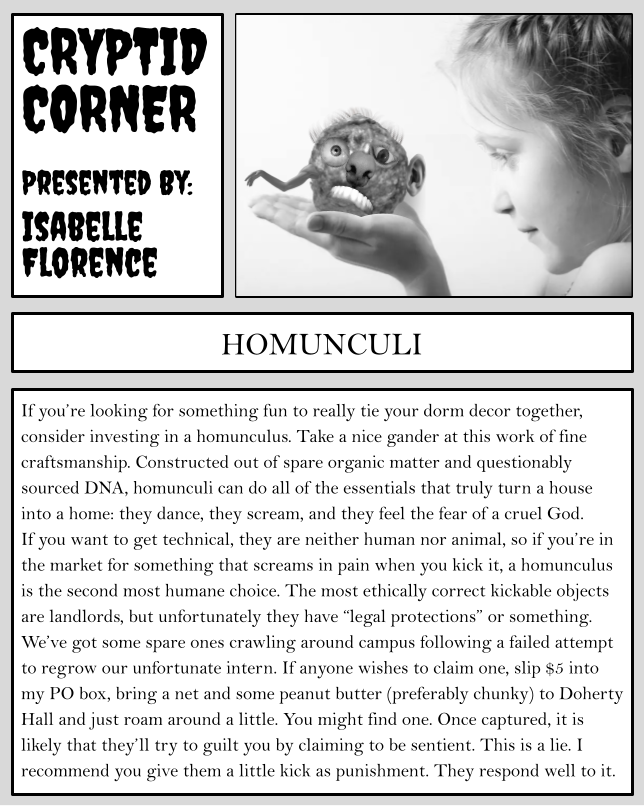 CRYPTID
CORNER
PRESENTED BY:
ISABELLE
FLORENCE
HOMUNCULI
If you’re looking for something fun to really tie your dorm decor together,
consider investing in a homunculus. Take a nice gander at this work of fine
craftsmanship. Constructed out of spare organic matter and questionably
sourced DNA, homunculi can do all of the essentials that truly turn a house
into a home: they dance, they scream, and they feel the fear of a cruel God.
If you want to get technical, they are neither human nor animal, so if you’re in
the market for something that screams in pain when you kick it, a homunculus
is the second most humane choice. The most ethically correct kickable objects
are landlords, but unfortunately they have “legal protections” or something.
We’ve got some spare ones crawling around campus following a failed attempt
to regrow our unfortunate intern. If anyone wishes to claim one, slip $5 into
my PO box, bring a net and some peanut butter (preferably chunky) to Doherty
Hall and just roam around a little. You might find one. Once captured, it is
likely that they’ll try to guilt you by claiming to be sentient. This is a lie. I
recommend you give them a little kick as punishment. They respond well to it.